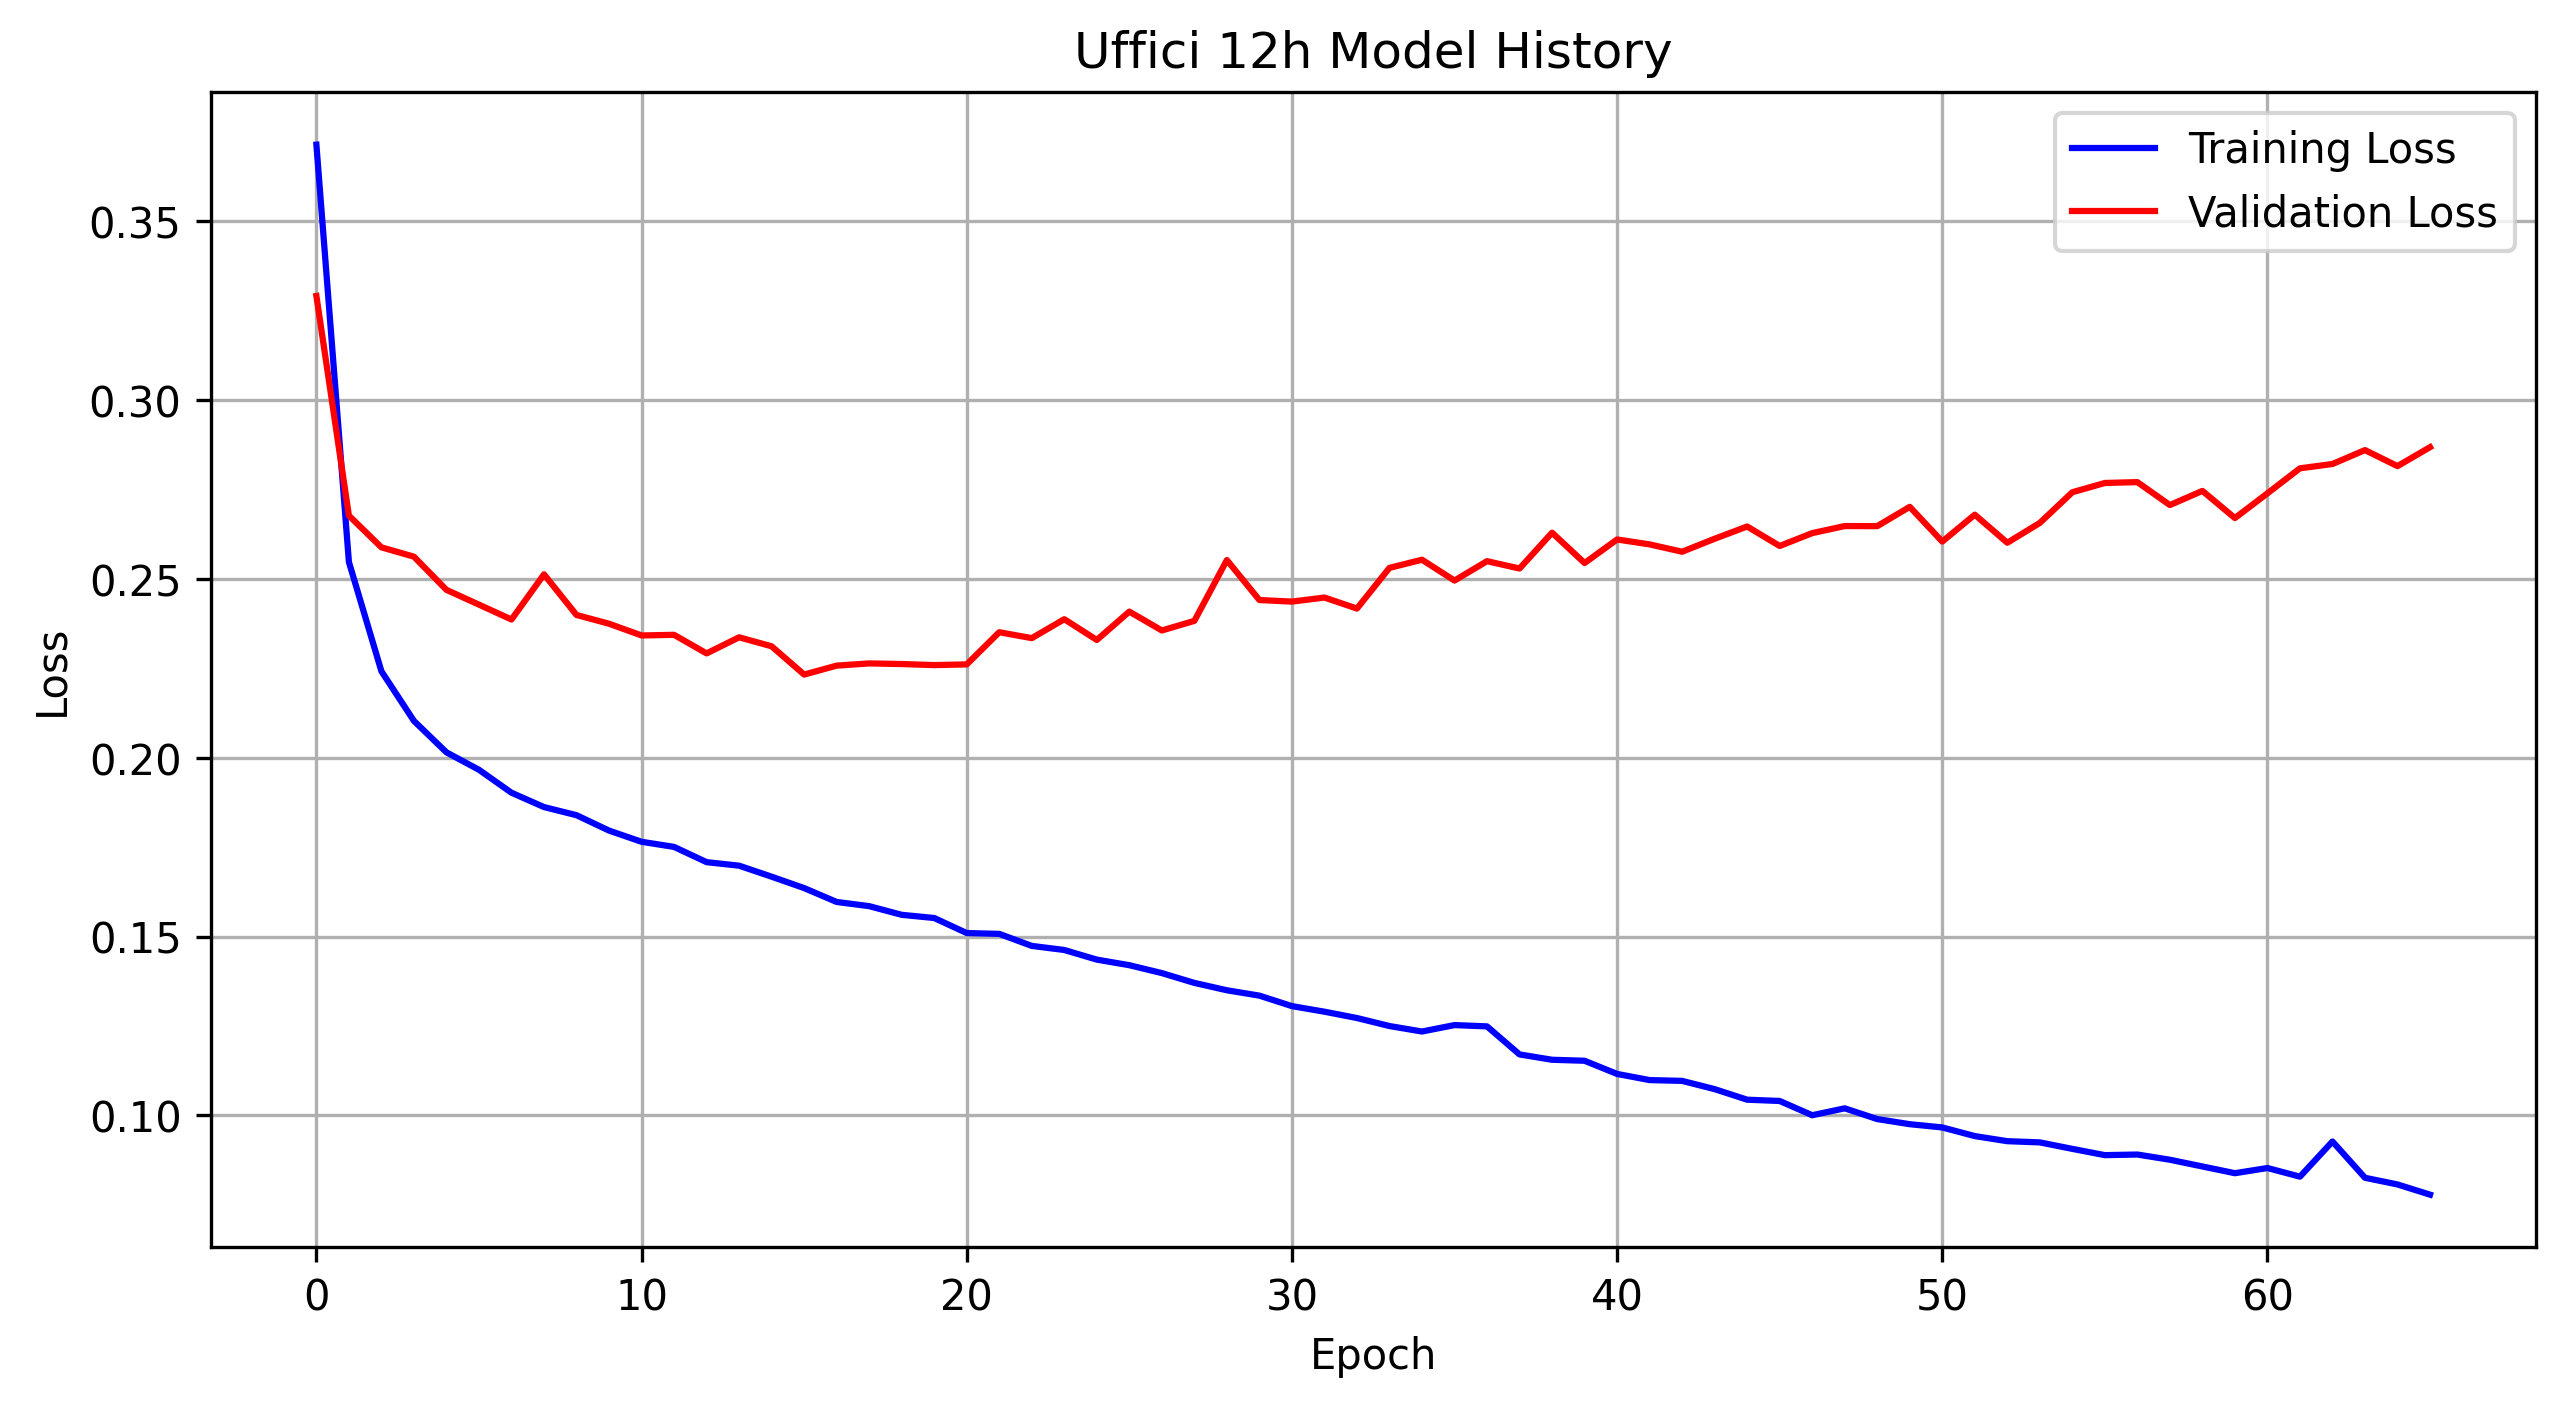 Uffici 12h Model History
Training Loss
Validation Loss
0.35
0.30
0.25
0.20
0.15
0.10
Loss
0 10 20 30 40 50 60
Epoch